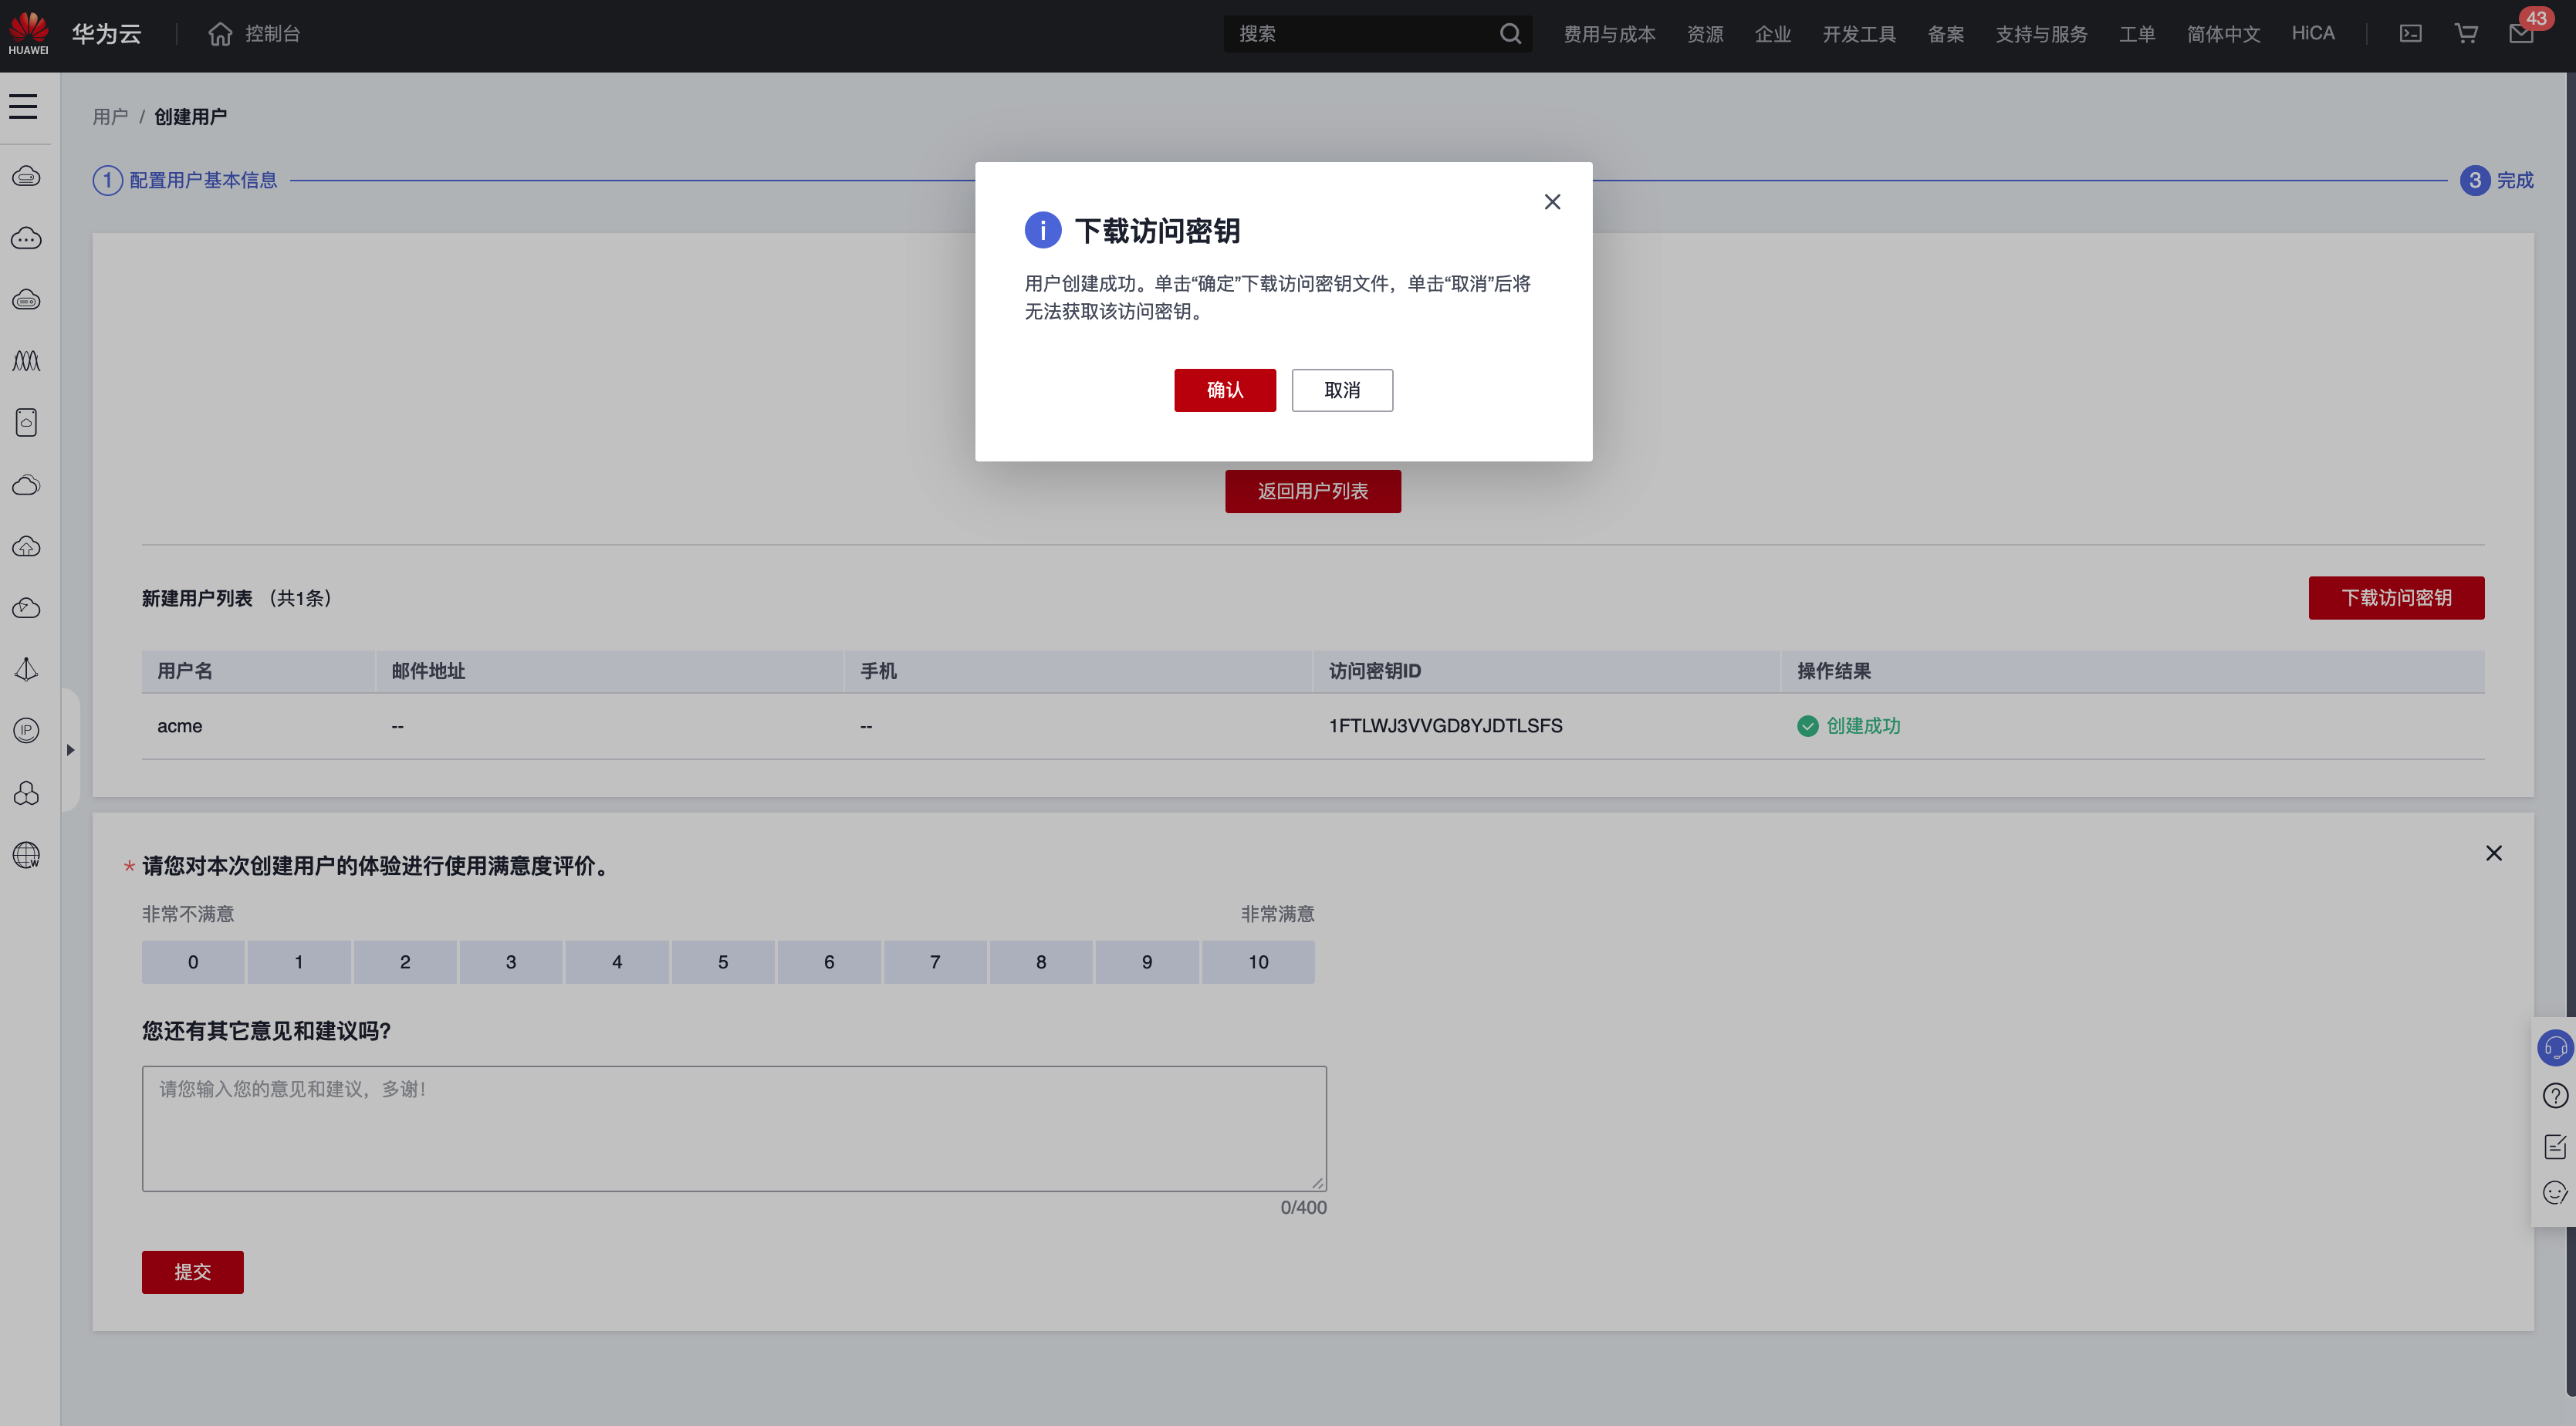 HUAWEI
华为云
控制台
搜索
费用与成本
资源
企业
开发工具
备案
支持与服务
工单
简体中文
HiCA
43
用户 / 创建用户
1 配置用户基本信息
3 完成
下载访问密钥
用户创建成功。单击“确定”下载访问密钥文件，单击“取消”后将
无法获取该访问密钥。
确认
取消
返回用户列表
新建用户列表 （共1条）
下载访问密钥
用户名 邮件地址 手机 访问密钥ID 操作结果
acme -- -- 1FTLWJ3VVGD8YJDTLSFS 创建成功
* 请您对本次创建用户的体验进行使用满意度评价。
非常不满意 非常满意
0 1 2 3 4 5 6 7 8 9 10
您还有其它意见和建议吗?
请您输入您的意见和建议，多谢！
0/400
提交
IP
W